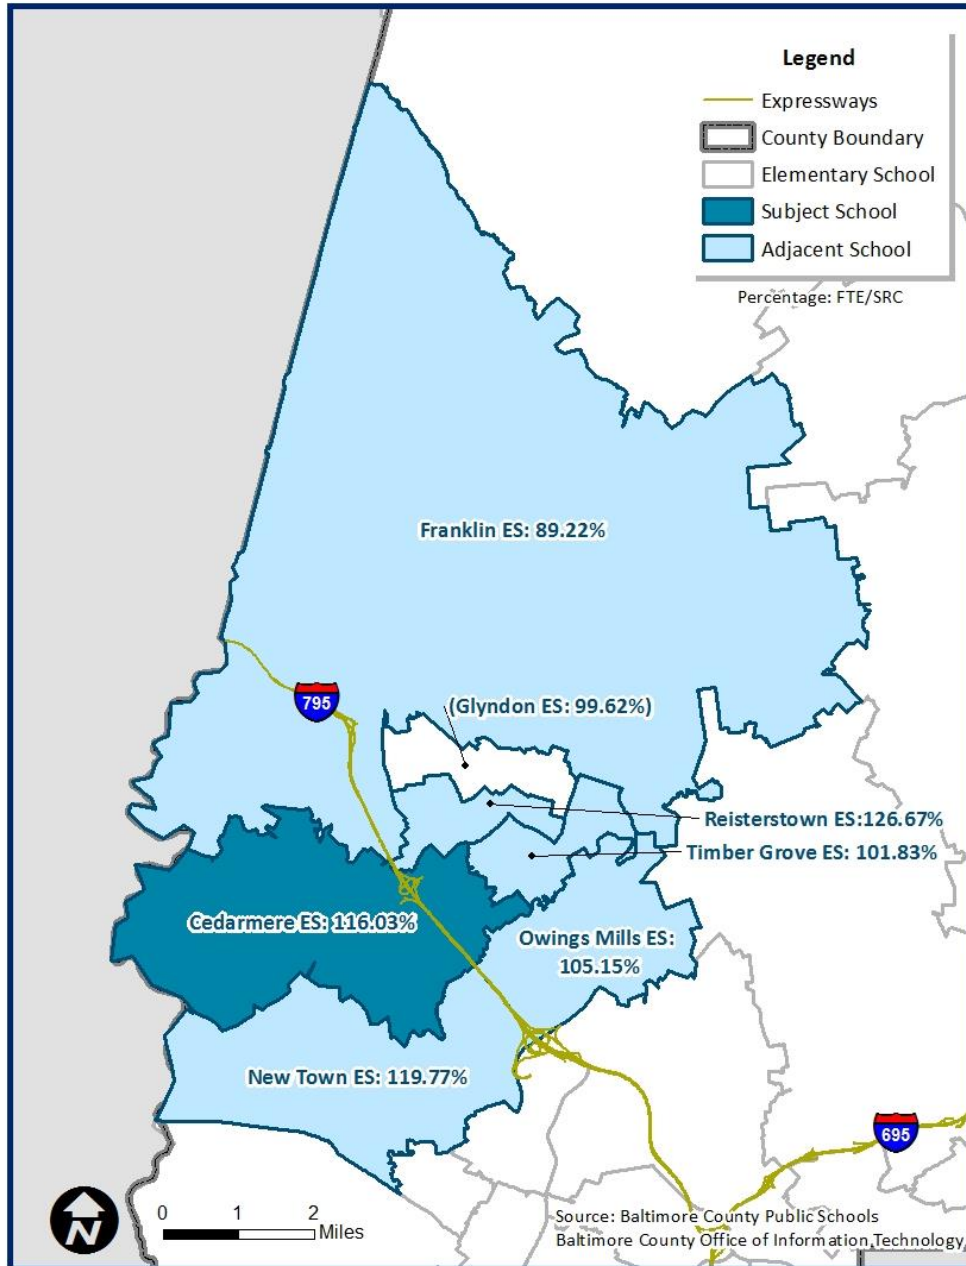 Legend
Expressways
County Boundary
Elementary School
Subject School
Adjacent School
Percentage: FTE/SRC
Franklin ES: 89.22%
795
(Glyndon ES: 99.62%)
Reisterstown ES:126.67%
Timber Grove ES: 101.83%
Cedarmere ES: 116.03%
Owings Mills ES:
105.15%
New Town ES: 119.77%
695
N
0 1 2
Miles
Source: Baltimore County Public Schools
Baltimore County Office of Information Technology